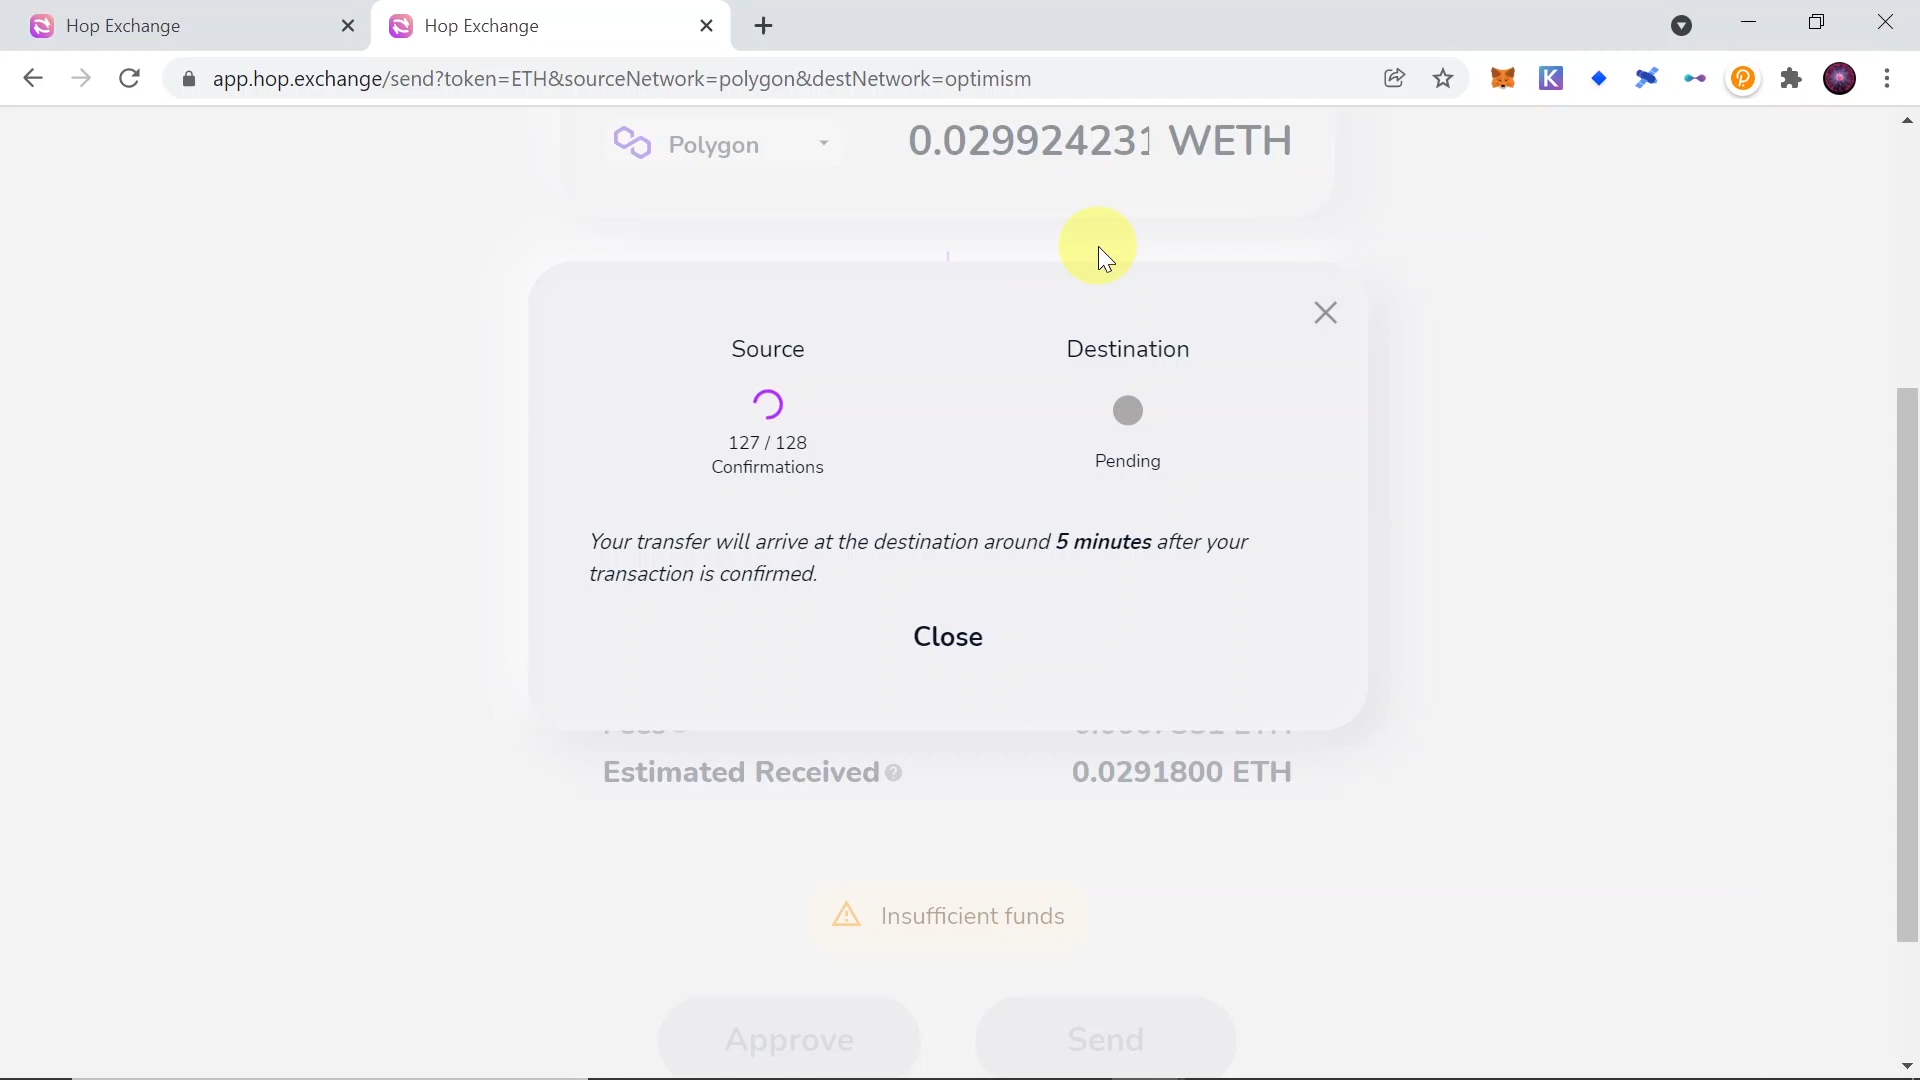 Hop Exchange
Hop Exchange
app.hop.exchange/send?token=ETH&sourceNetwork=polygon&destNetwork=optimism
Polygon
0.029924231 WETH
Source
Destination
127 / 128
Confirmations
Pending
Your transfer will arrive at the destination around 5 minutes after your
transaction is confirmed.
Close
Estimated Received
0.0291800 ETH
Insufficient funds
Approve
Send